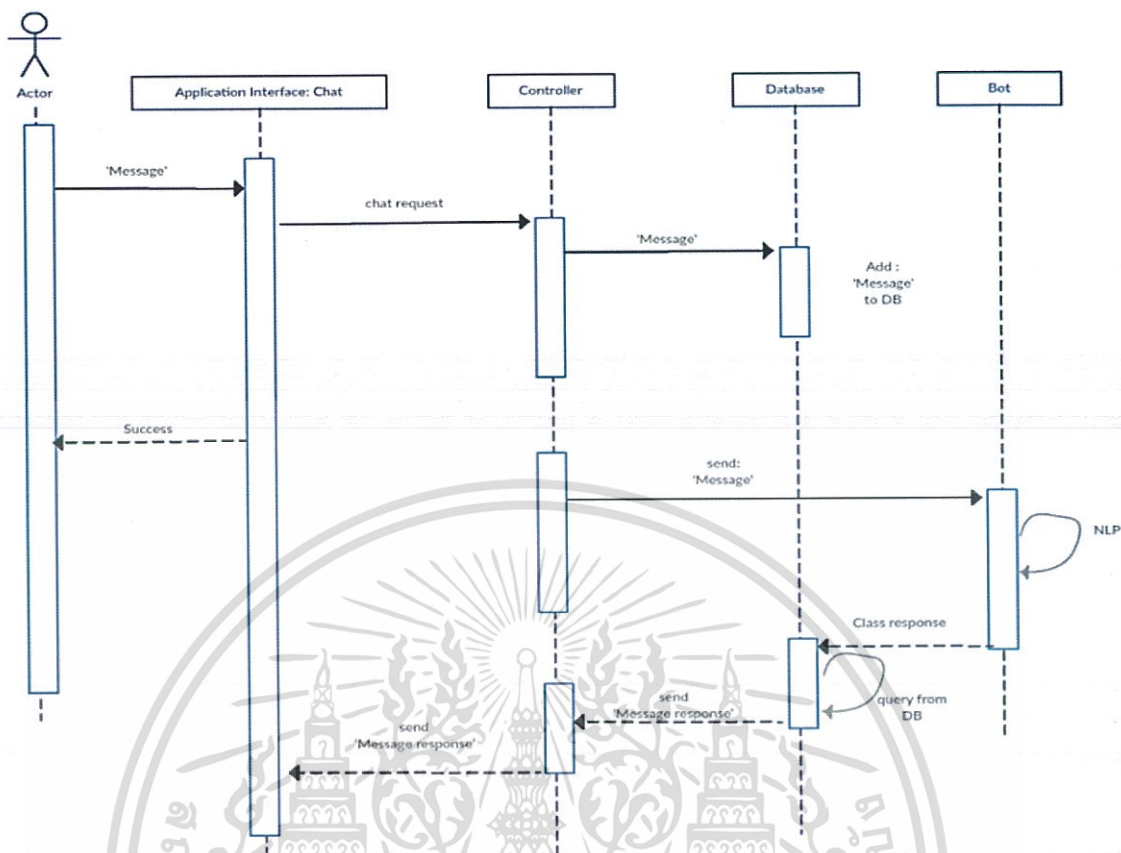 Actor
Application Interface: Chat
Controller
Database
Bot
'Message'
chat request
'Message'
Add :
'Message'
to DB
Success
send:
'Message'
NLP
Class response
query from
DB
send
'Message response'
send
'Message response'